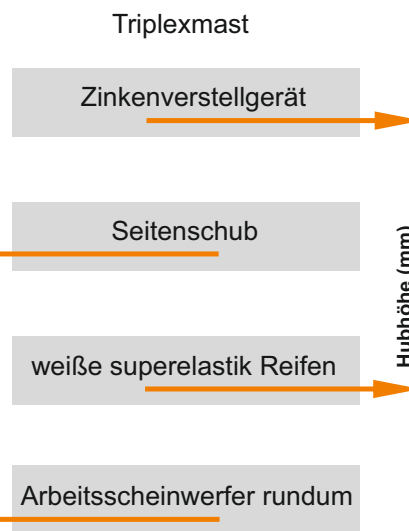 Triplexmast
Zinkenverstellgerät
Seitenschub
weiße superelastik Reifen
Arbeitsscheinwerfer rundum
Hubhöhe (mm)